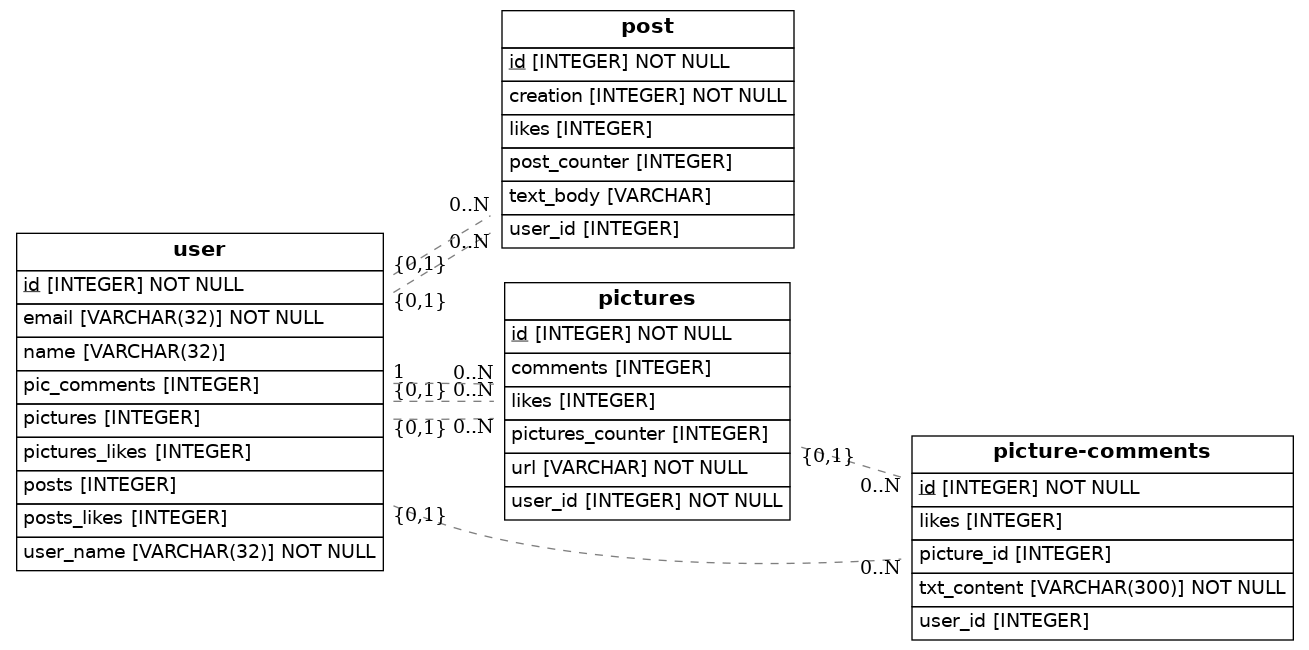 post
id [INTEGER] NOT NULL
creation [INTEGER] NOT NULL
likes [INTEGER]
post_counter [INTEGER]
text_body [VARCHAR]
user_id [INTEGER]
0..N
0..N
{0,1}
{0,1}
user
id [INTEGER] NOT NULL
email [VARCHAR(32)] NOT NULL
name [VARCHAR(32)]
pic_comments [INTEGER]
pictures [INTEGER]
pictures_likes [INTEGER]
posts [INTEGER]
posts_likes [INTEGER]
user_name [VARCHAR(32)] NOT NULL
1 0..N
{0,1} 0..N
{0,1} 0..N
pictures
id [INTEGER] NOT NULL
comments [INTEGER]
likes [INTEGER]
pictures_counter [INTEGER]
url [VARCHAR] NOT NULL
user_id [INTEGER] NOT NULL
{0,1}
0..N
{0,1}
0..N
picture-comments
id [INTEGER] NOT NULL
likes [INTEGER]
picture_id [INTEGER]
txt_content [VARCHAR(300)] NOT NULL
user_id [INTEGER]